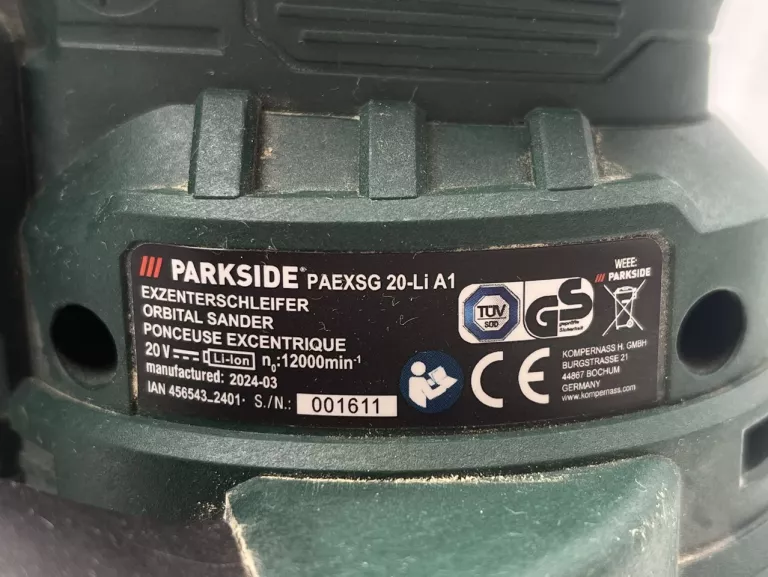 PARKSIDE® PAEXSG 20-Li A1
EXZENTERSCHLEIFER
ORBITAL SANDER
PONCEUSE EXCENTRIQUE
20 V Li-Ion n₀:12000min-1
manufactured: 2024-03
IAN 456543_2401· S./N.: 001611
TÜV
SÜD
GS
geprüfte
Sicherheit
WEEE:
PARKSIDE
CE
KOMPERNASS H. GMBH
BURGSTRASSE 21
44867 BOCHUM
GERMANY
www.kompernass.com